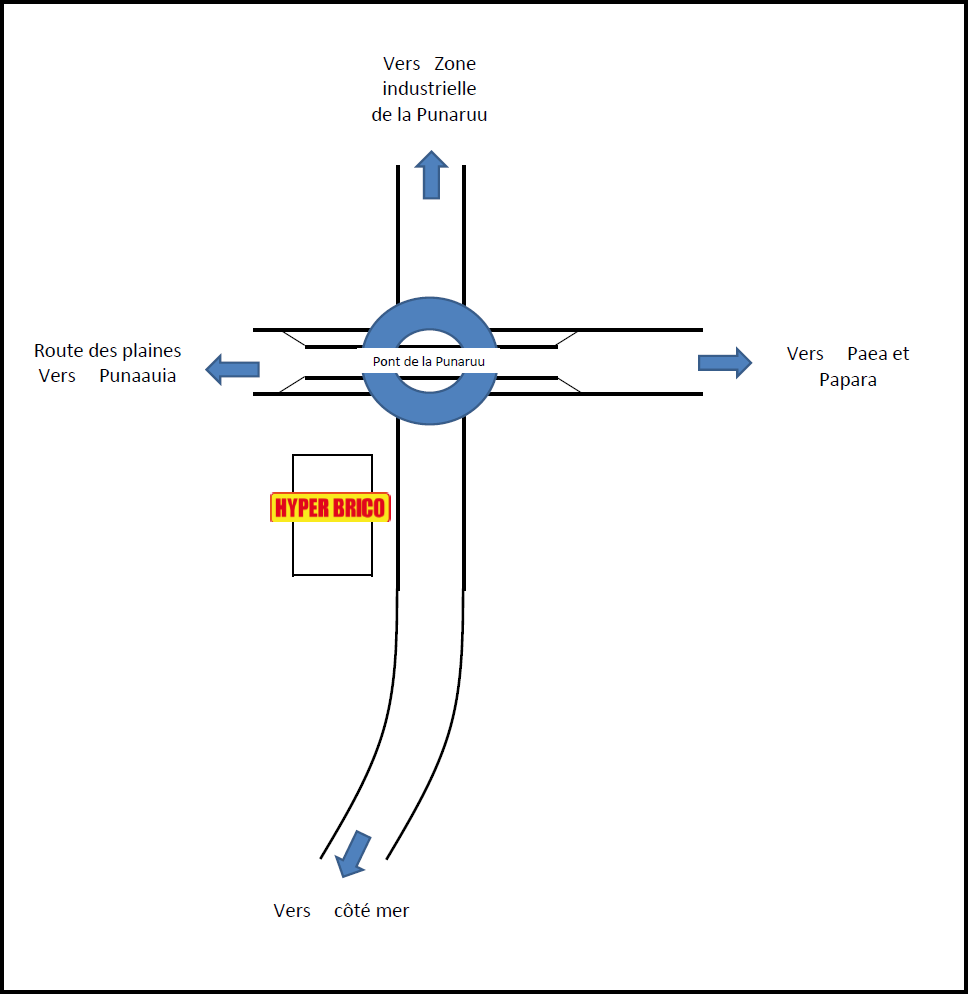 Vers Zone
industrielle
de la Punaruu
Route des plaines
Vers Punaauia
Pont de la Punaruu
Vers Paea et
Papara
HYPER BRICO
Vers côté mer